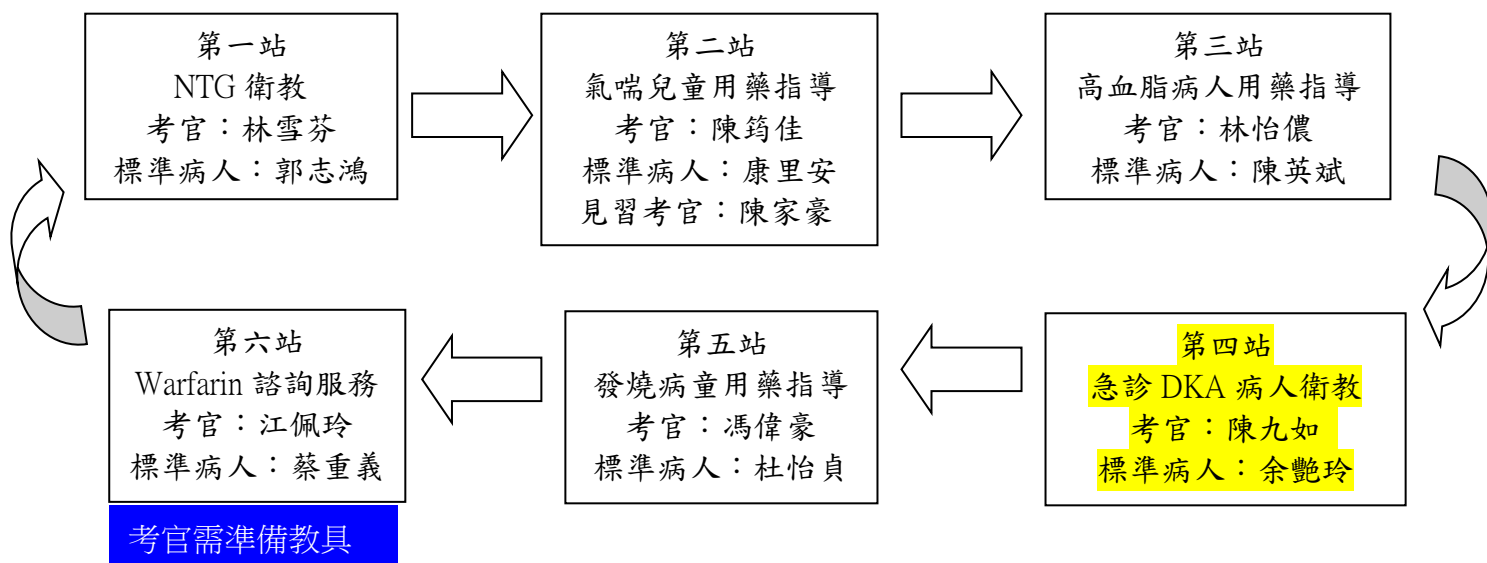 第一站
NTG 衛教
考官：林雪芬
標準病人：郭志鴻
第二站
氣喘兒童用藥指導
考官：陳筠佳
標準病人：康里安
見習考官：陳家豪
第三站
高血脂病人用藥指導
考官：林怡儂
標準病人：陳英斌
第四站
急診 DKA 病人衛教
考官：陳九如
標準病人：余艷玲
第五站
發燒病童用藥指導
考官：馮偉豪
標準病人：杜怡貞
第六站
Warfarin 諮詢服務
考官：江佩玲
標準病人：蔡重義
考官需準備教具